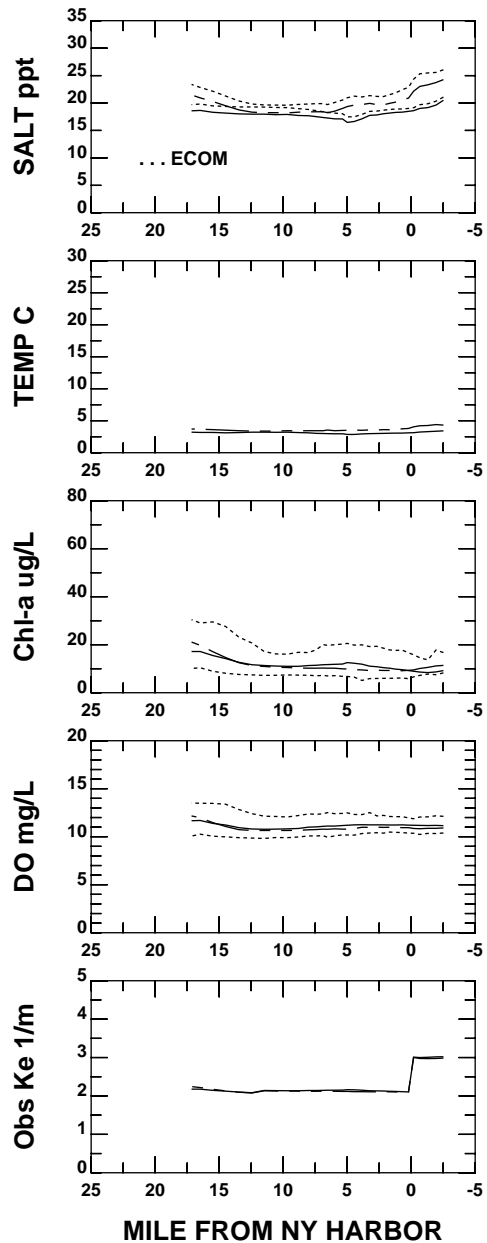 35
30
25
20
15
10
5
0
SALT ppt
. . . ECOM
25 20 15 10 5 0 -5
30
25
20
15
10
5
0
TEMP C
25 20 15 10 5 0 -5
80
60
40
20
0
Chl-a ug/L
25 20 15 10 5 0 -5
20
15
10
5
0
DO mg/L
25 20 15 10 5 0 -5
5
4
3
2
1
0
Obs Ke 1/m
25 20 15 10 5 0 -5
MILE FROM NY HARBOR